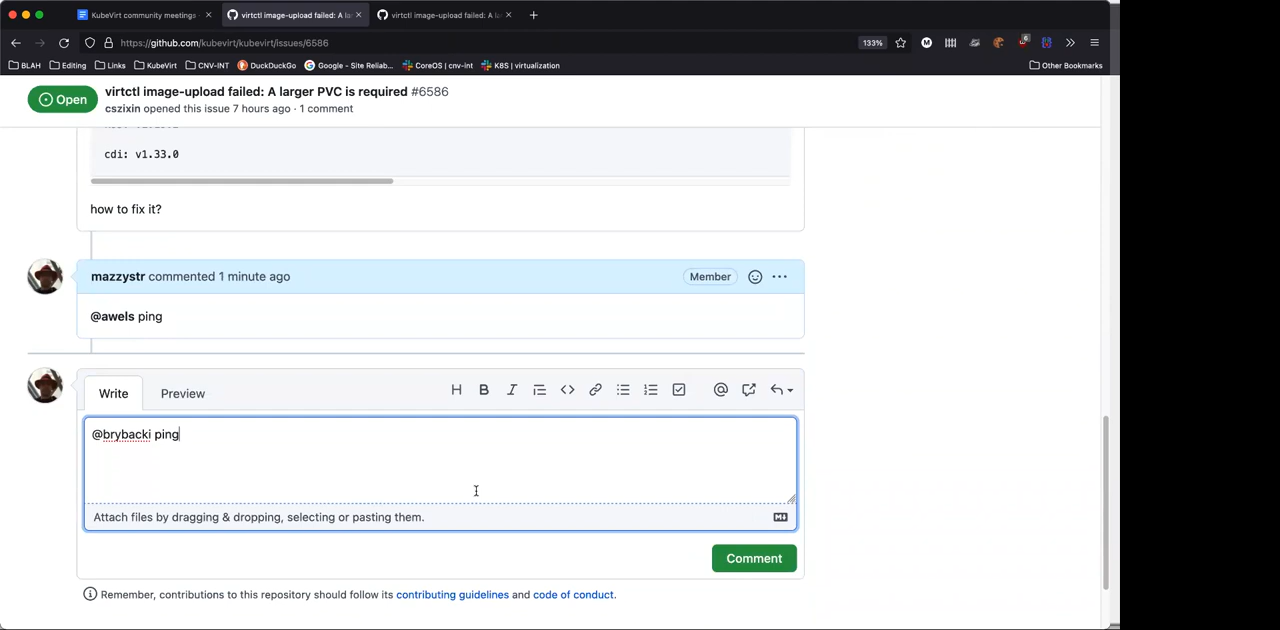 KubeVirt community meetings
virtctl image-upload failed: A la
virtctl image-upload failed: A la
https://github.com/kubevirt/kubevirt/issues/6586
133%
6
BLAH
Editing
Links
KubeVirt
CNV-INT
DuckDuckGo
Google - Site Reliab...
CoreOS | cnv-int
K8S | virtualization
Other Bookmarks
Open
virtctl image-upload failed: A larger PVC is required #6586
cszixin opened this issue 7 hours ago · 1 comment
cdi: v1.33.0
how to fix it?
mazzystr commented 1 minute ago
Member
@awels ping
Write
Preview
@brybacki ping
Attach files by dragging & dropping, selecting or pasting them.
Comment
Remember, contributions to this repository should follow its contributing guidelines and code of conduct.